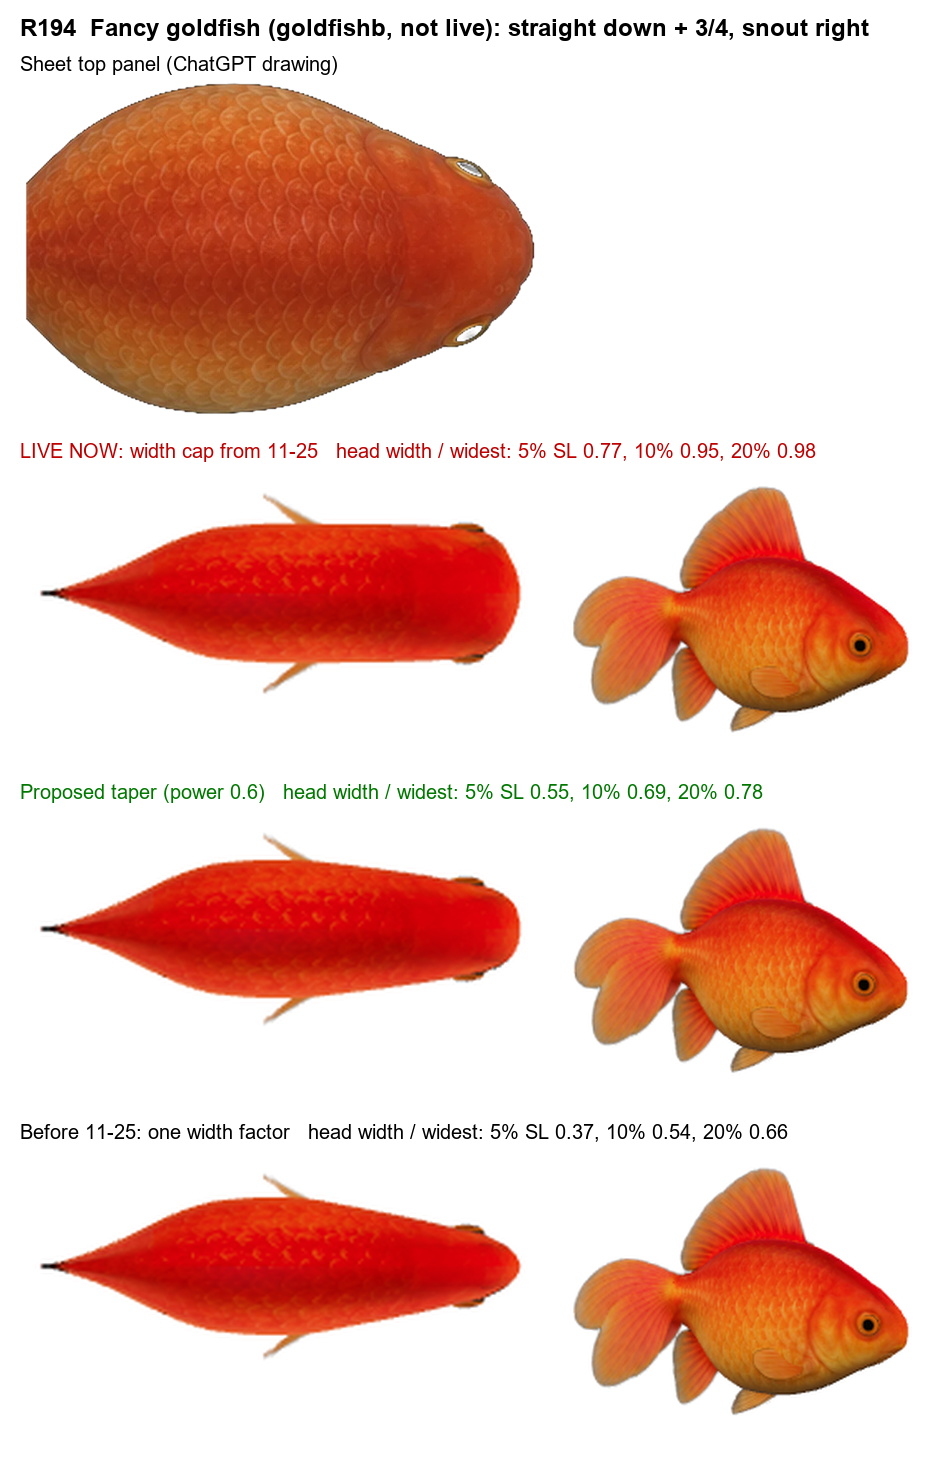 R194  Fancy goldfish (goldfishb, not live): straight down + 3/4, snout right
Sheet top panel (ChatGPT drawing)
LIVE NOW: width cap from 11-25   head width / widest: 5% SL 0.77, 10% 0.95, 20% 0.98
Proposed taper (power 0.6)   head width / widest: 5% SL 0.55, 10% 0.69, 20% 0.78
Before 11-25: one width factor   head width / widest: 5% SL 0.37, 10% 0.54, 20% 0.66